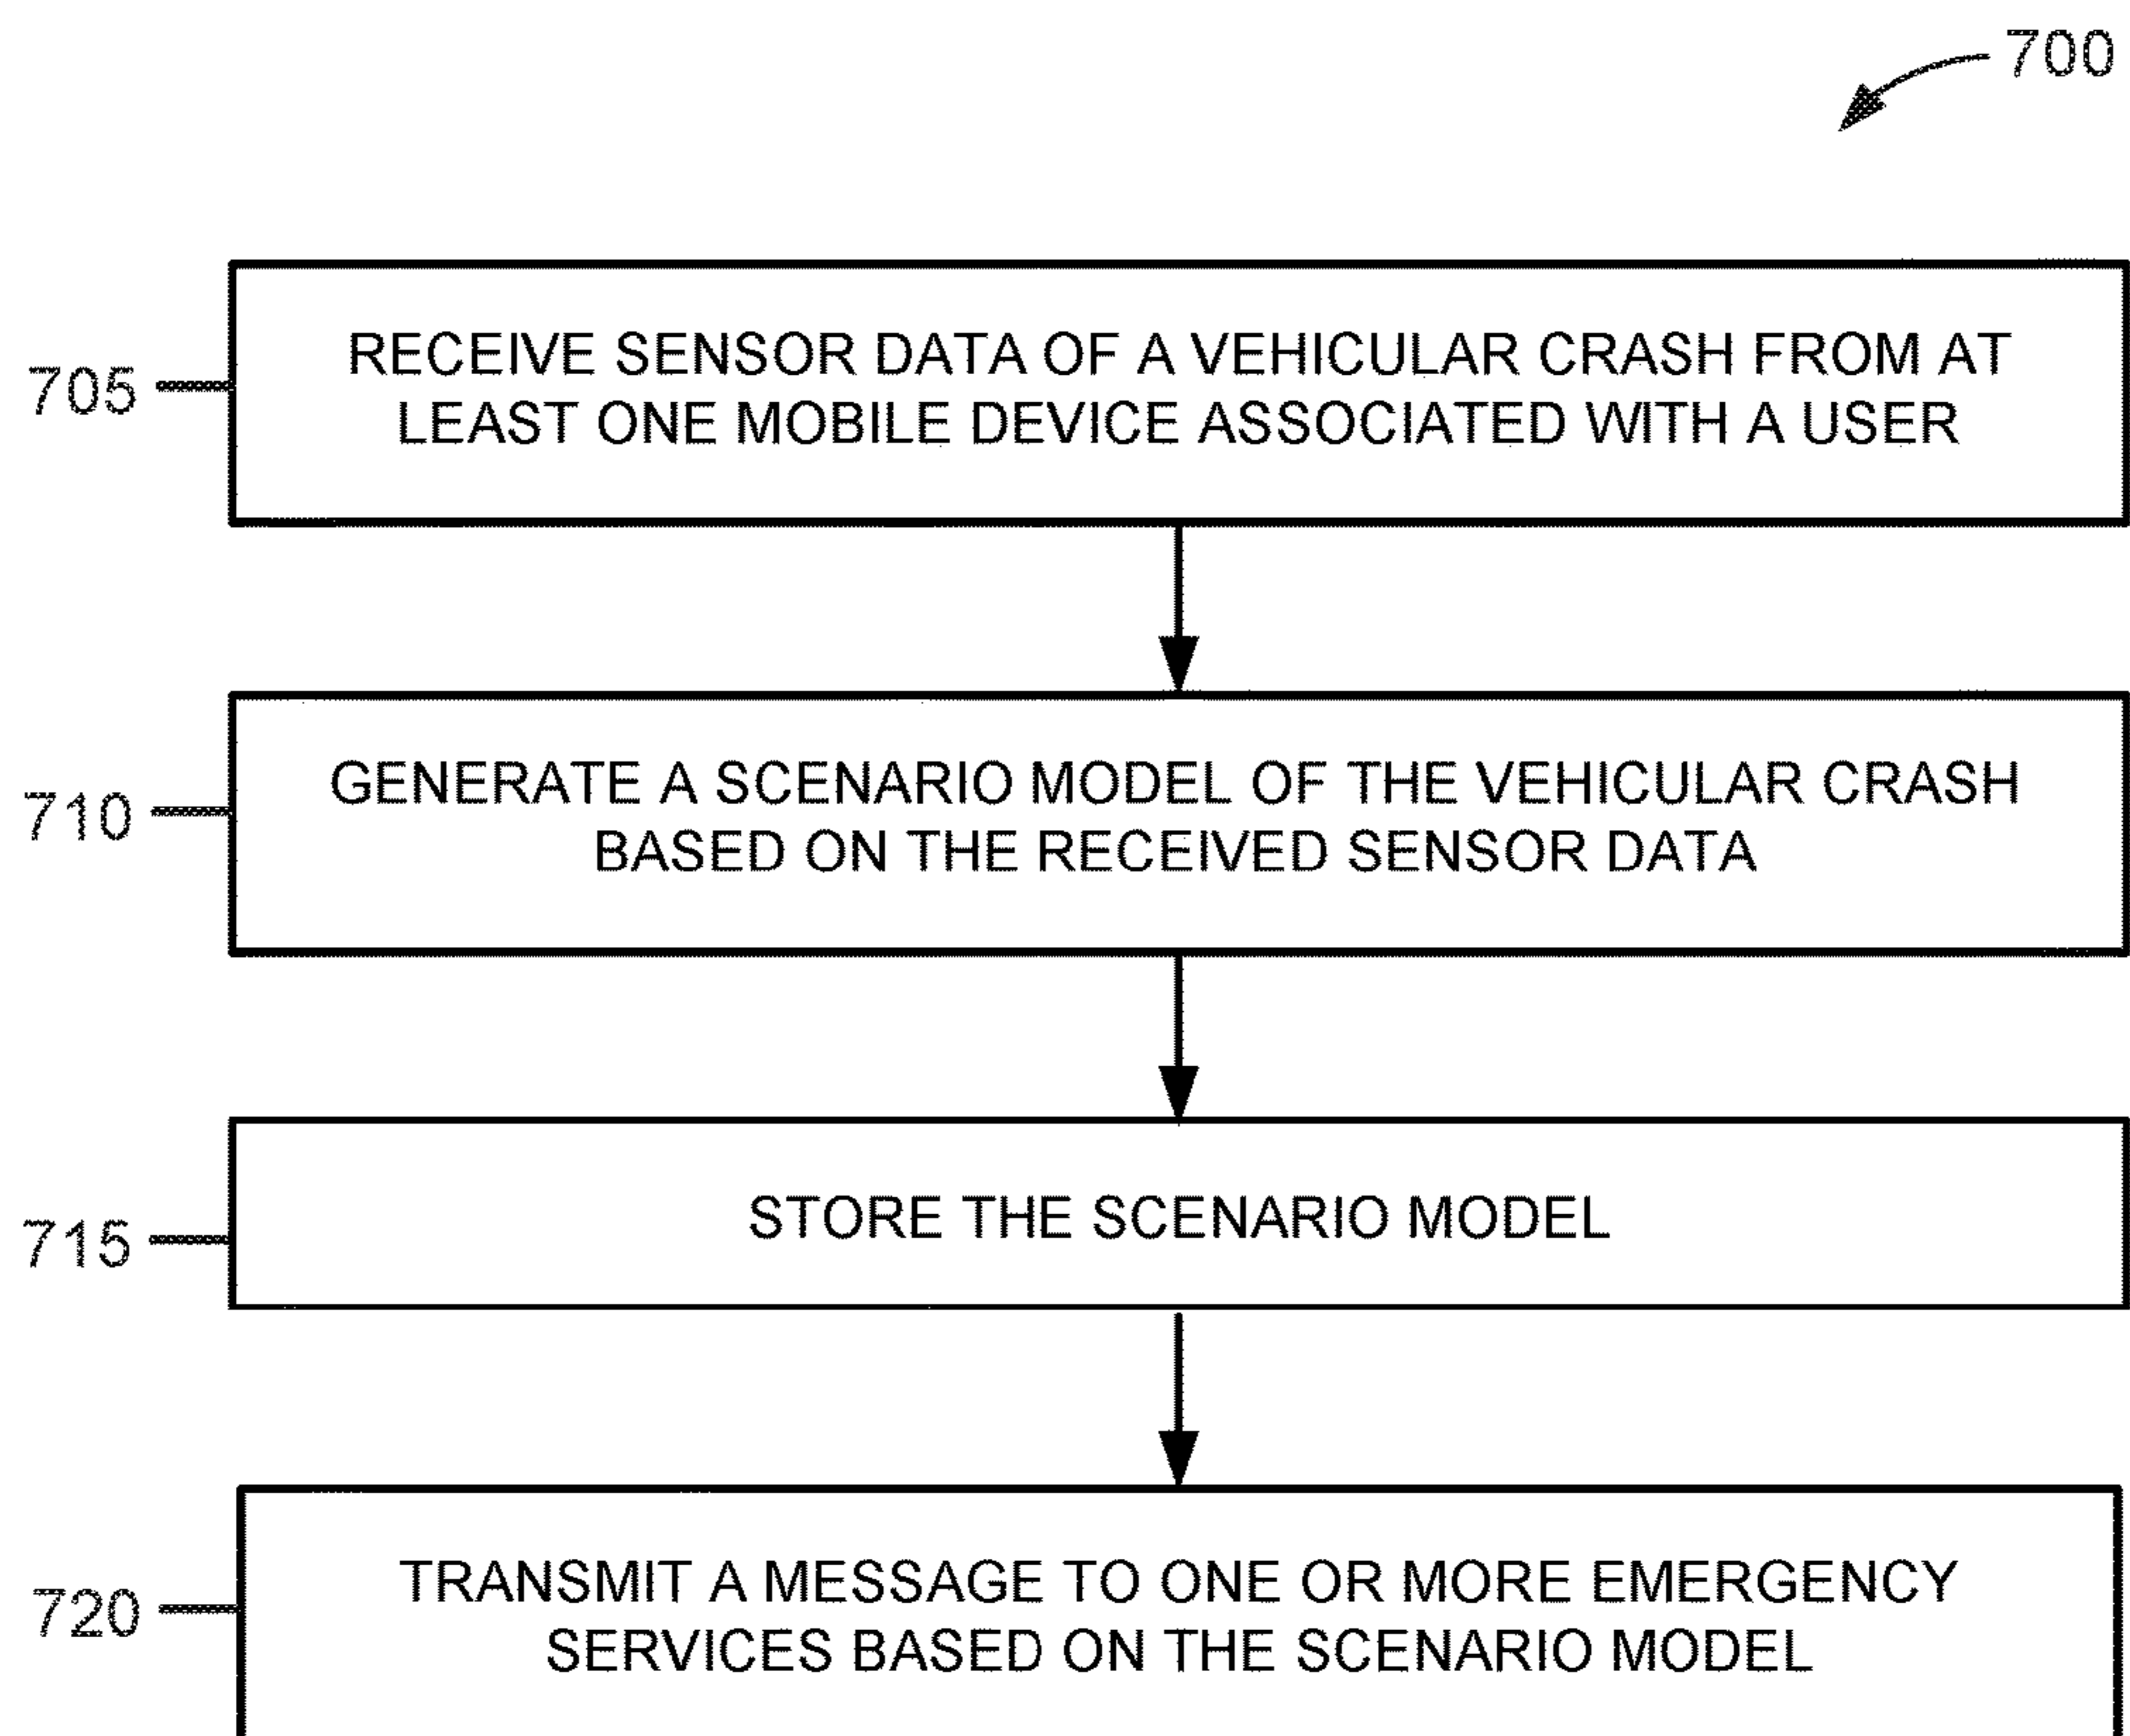 700
705
RECEIVE SENSOR DATA OF A VEHICULAR CRASH FROM AT
LEAST ONE MOBILE DEVICE ASSOCIATED WITH A USER
710
GENERATE A SCENARIO MODEL OF THE VEHICULAR CRASH
BASED ON THE RECEIVED SENSOR DATA
715
STORE THE SCENARIO MODEL
720
TRANSMIT A MESSAGE TO ONE OR MORE EMERGENCY
SERVICES BASED ON THE SCENARIO MODEL